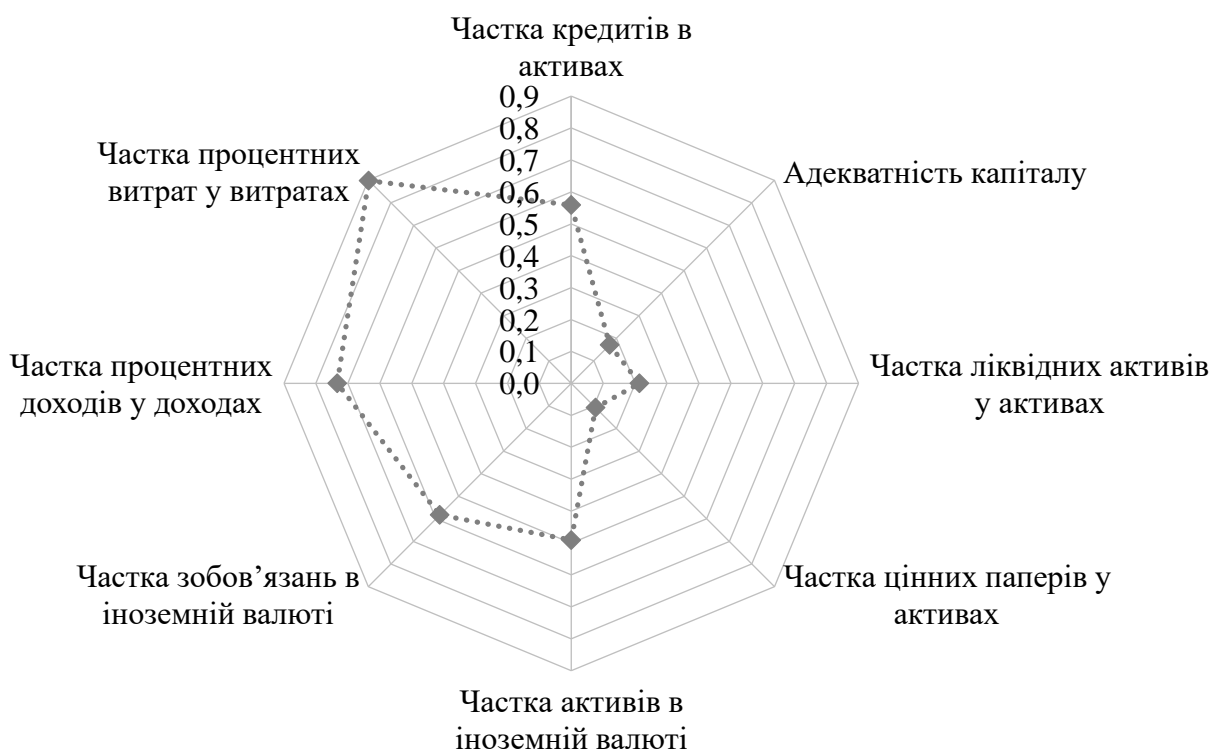 Частка кредитів в
активах
0,9
0,8
0,7
0,6
0,5
0,4
0,3
0,2
0,1
0,0
Адекватність капіталу
Частка ліквідних активів
у активах
Частка цінних паперів у
активах
Частка активів в
іноземній валюті
Частка зобов’язань в
іноземній валюті
Частка процентних
доходів у доходах
Частка процентних
витрат у витратах